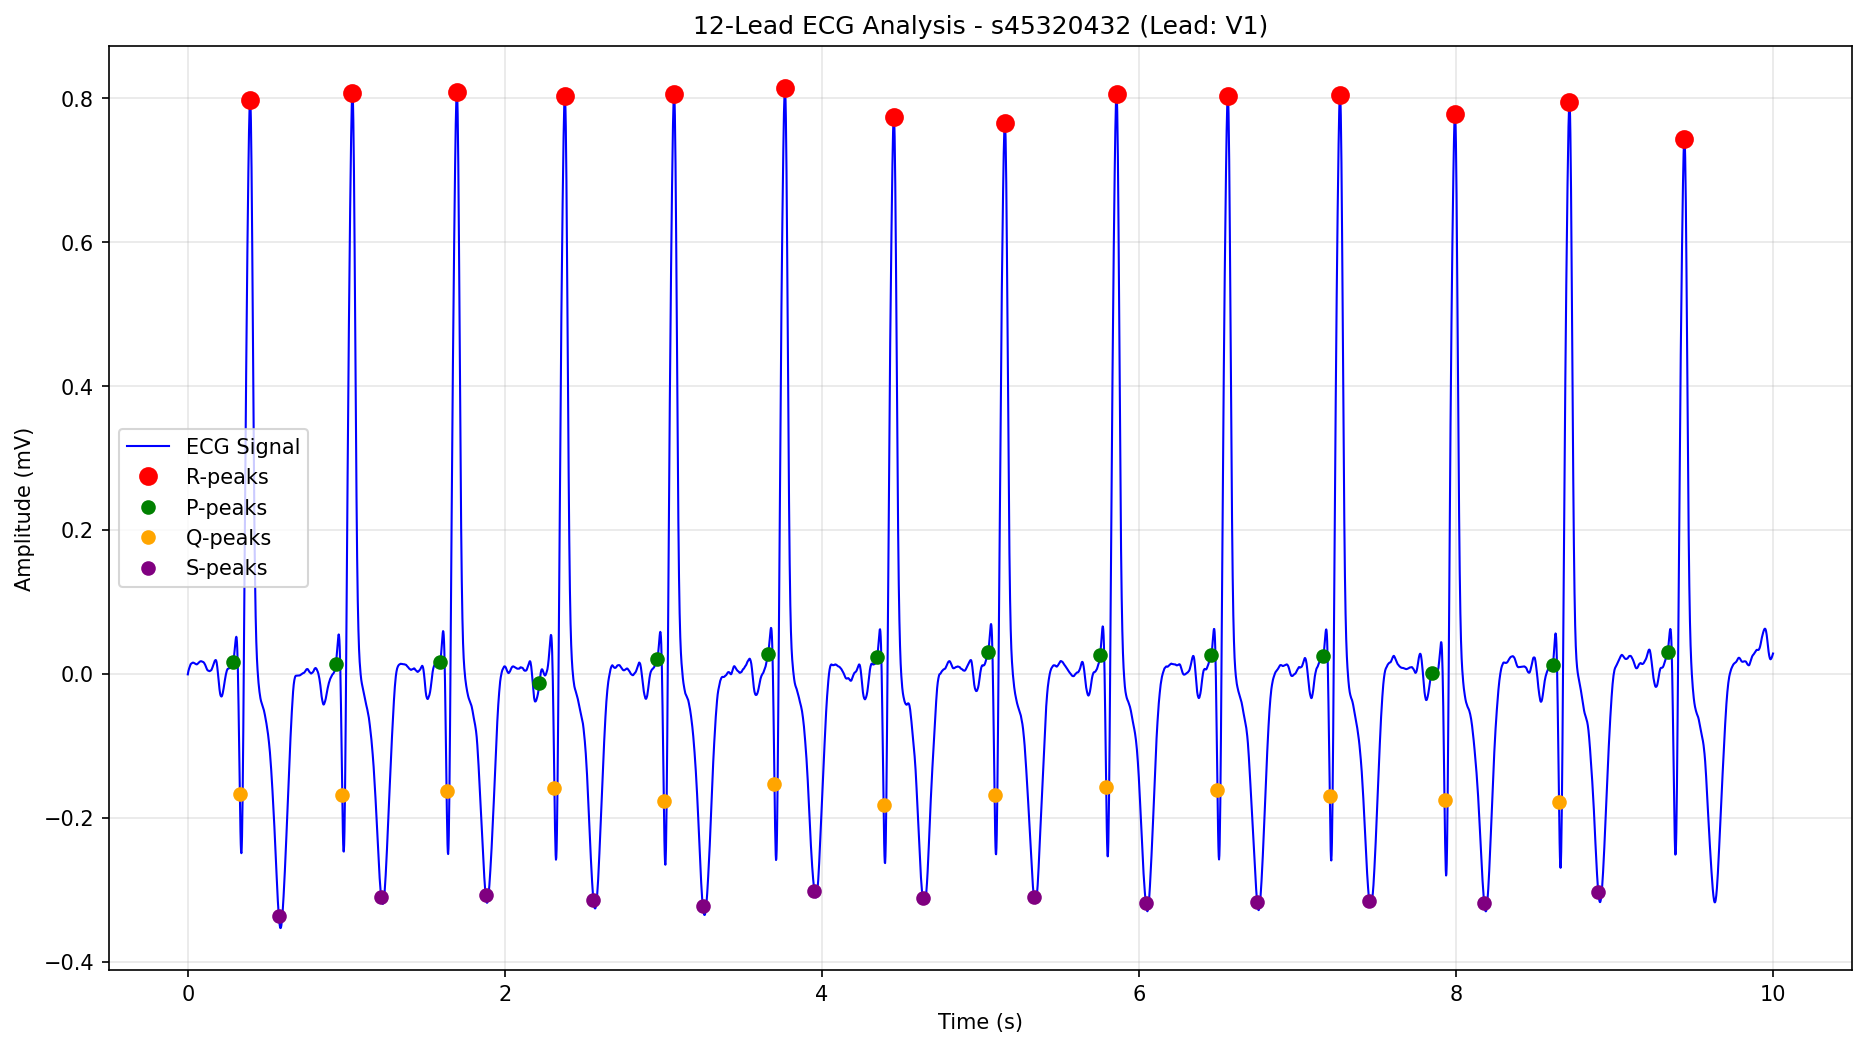 12-Lead ECG Analysis - s45320432 (Lead: V1)
Amplitude (mV)
0.8
0.6
0.4
0.2
0.0
−0.2
−0.4
ECG Signal
R-peaks
P-peaks
Q-peaks
S-peaks
0 2 4 6 8 10
Time (s)